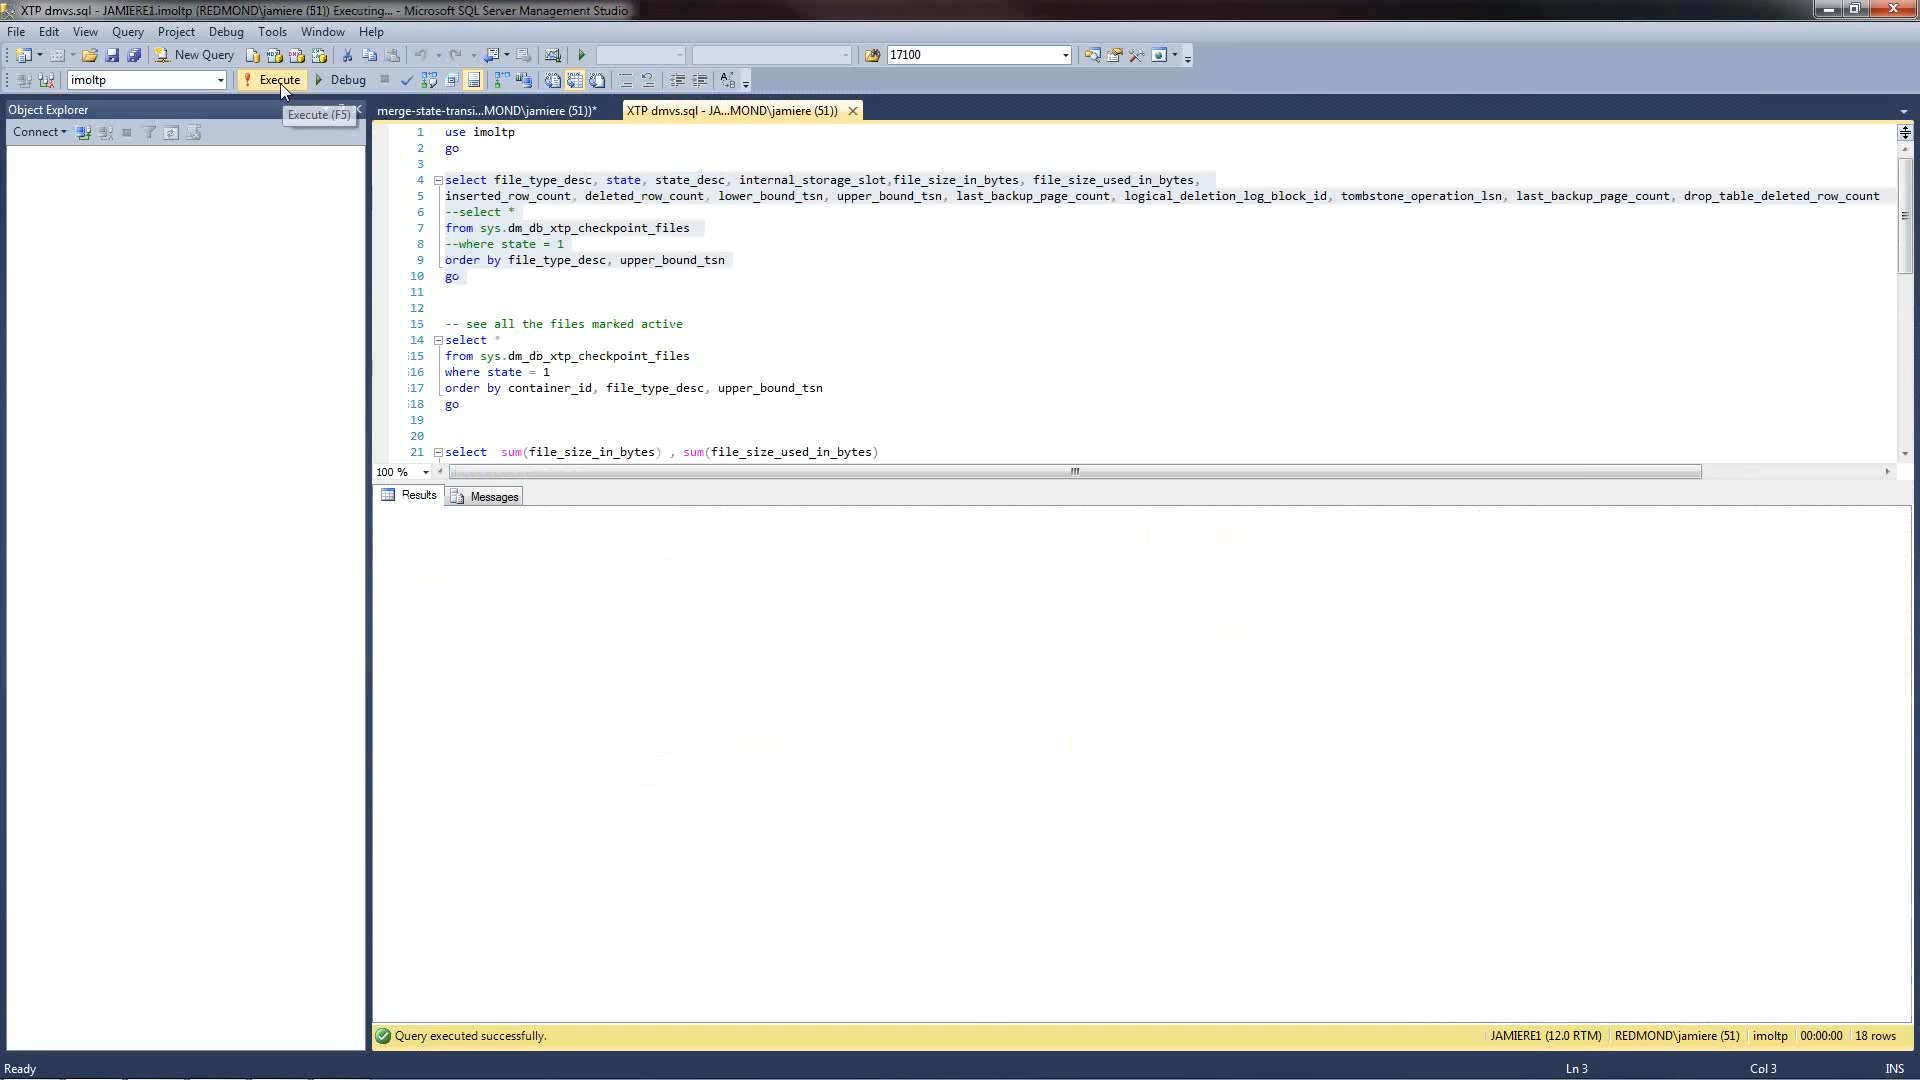 XTP dmvs.sql - JAMIERE1.imoltp (REDMOND\jamiere (51)) Executing... - Microsoft SQL Server Management Studio
File Edit View Query Project Debug Tools Window Help
New Query 17100
imoltp Execute Debug
Object Explorer
Execute (F5)
Connect
merge-state-transi...MOND\jamiere (51))* XTP dmvs.sql - JA...MOND\jamiere (51))
1 use imoltp
2 go
3
4 select file_type_desc, state, state_desc, internal_storage_slot,file_size_in_bytes, file_size_used_in_bytes,
5 inserted_row_count, deleted_row_count, lower_bound_tsn, upper_bound_tsn, last_backup_page_count, logical_deletion_log_block_id, tombstone_operation_lsn, last_backup_page_count, drop_table_deleted_row_count
6 --select *
7 from sys.dm_db_xtp_checkpoint_files
8 --where state = 1
9 order by file_type_desc, upper_bound_tsn
10 go
11
12
13 -- see all the files marked active
14 select *
15 from sys.dm_db_xtp_checkpoint_files
16 where state = 1
17 order by container_id, file_type_desc, upper_bound_tsn
18 go
19
20
21 select sum(file_size_in_bytes) , sum(file_size_used_in_bytes)
100 %
Results Messages
Query executed successfully. JAMIERE1 (12.0 RTM) REDMOND\jamiere (51) imoltp 00:00:00 18 rows
Ready Ln 3 Col 3 INS